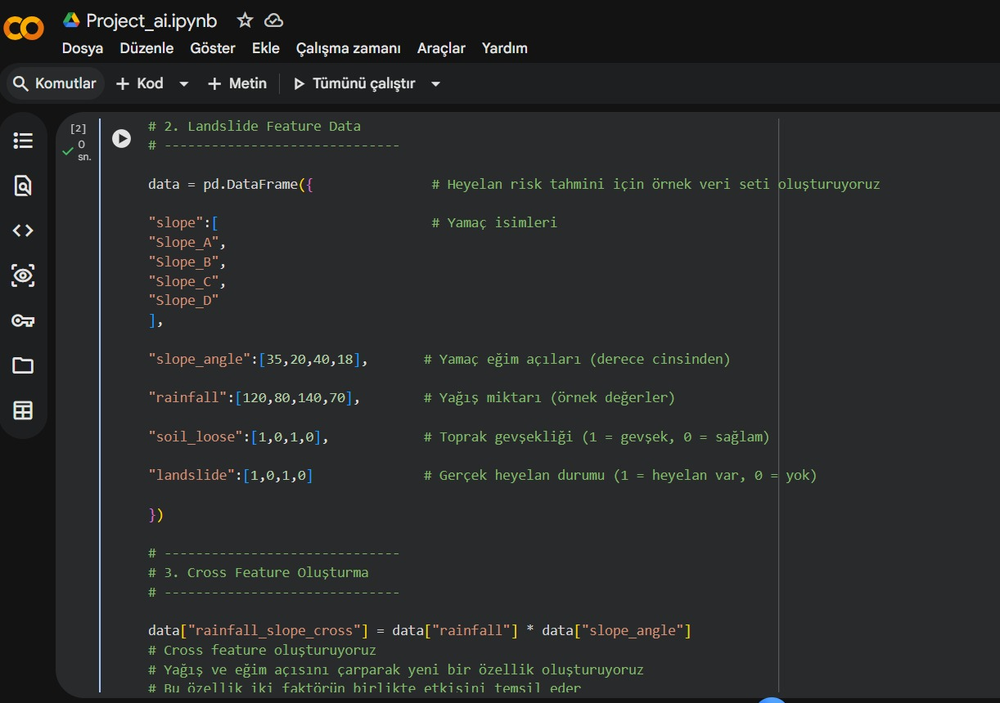 Project_ai.ipynb
Dosya Düzenle Göster Ekle Çalışma zamanı Araçlar Yardım
Komutlar + Kod + Metin Tümünü çalıştır
[2]
0
sn.
# 2. Landslide Feature Data
# ------------------------------
data = pd.DataFrame({ # Heyelan risk tahmini için örnek veri seti oluşturuyoruz
"slope":[ # Yamaç isimleri
"Slope_A",
"Slope_B",
"Slope_C",
"Slope_D"
],
"slope_angle":[35,20,40,18], # Yamaç eğim açıları (derece cinsinden)
"rainfall":[120,80,140,70], # Yağış miktarı (örnek değerler)
"soil_loose":[1,0,1,0], # Toprak gevşekliği (1 = gevşek, 0 = sağlam)
"landslide":[1,0,1,0] # Gerçek heyelan durumu (1 = heyelan var, 0 = yok)
})
# ------------------------------
# 3. Cross Feature Oluşturma
# ------------------------------
data["rainfall_slope_cross"] = data["rainfall"] * data["slope_angle"]
# Cross feature oluşturuyoruz
# Yağış ve eğim açısını çarparak yeni bir özellik oluşturuyoruz
# Bu özellik iki faktörün birlikte etkisini temsil eder